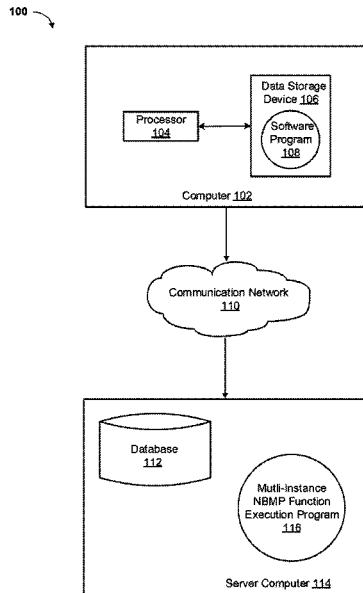 100
Data Storage
Device 106
Processor
104
Software
Program
108
Computer 102
Communication Network
110
Database
112
Mutli-Instance
NBMP Function
Execution Program
116
Server Computer 114